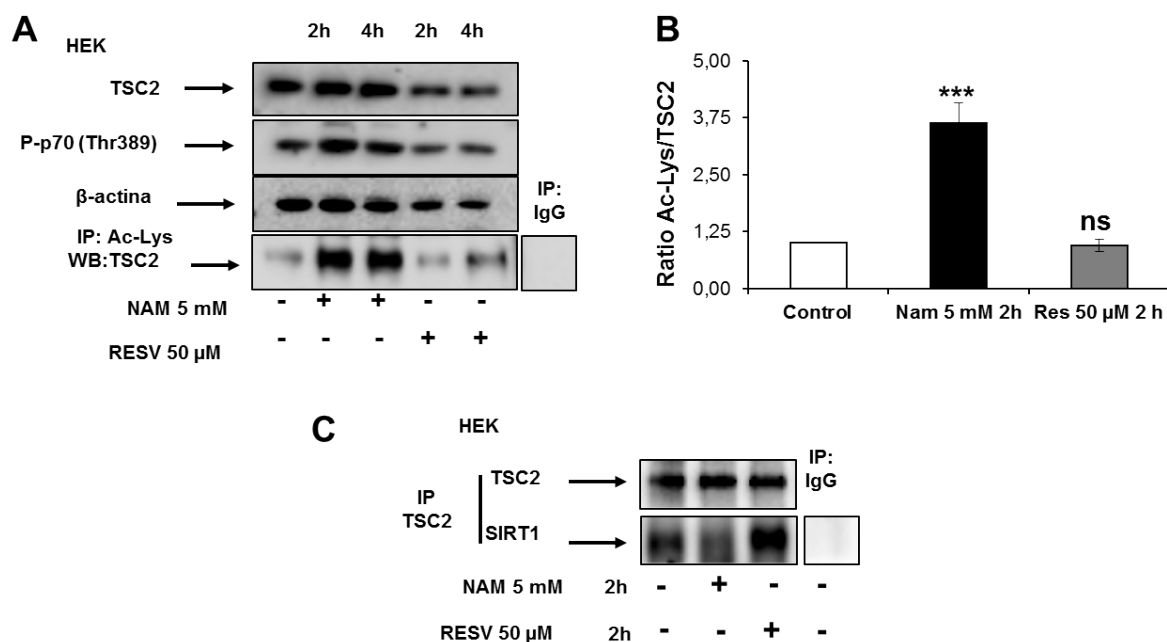 A
HEK
2h 4h 2h 4h
TSC2
P-p70 (Thr389)
β-actina
IP: Ac-Lys
WB:TSC2
IP:
IgG
NAM 5 mM - + + - -
RESV 50 µM - - - + +
B
Ratio Ac-Lys/TSC2
5,00
3,75
2,50
1,25
0,00
***
ns
Control Nam 5 mM 2h Res 50 µM 2 h
C
HEK
IP
TSC2
TSC2
SIRT1
IP:
IgG
NAM 5 mM 2h - + - -
RESV 50 µM 2h - - + -